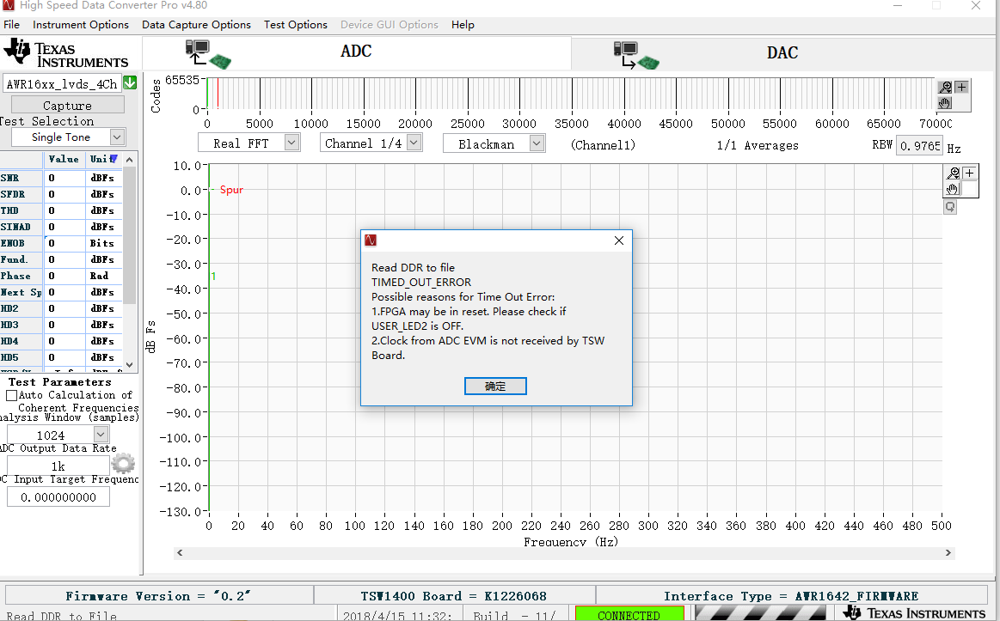 High Speed Data Converter Pro v4.80
File Instrument Options Data Capture Options Test Options Device GUI Options Help
TEXAS INSTRUMENTS
ADC
DAC
AWR16xx_lvds_4Ch
Capture
Test Selection
Single Tone
Value Unit
SNR 0 dBFs
SFDR 0 dBFs
THD 0 dBFs
SINAD 0 dBFs
ENOB 0 Bits
Fund. 0 dBFs
Phase 0 Rad
Next Sp 0 dBFs
HD2 0 dBFs
HD3 0 dBFs
HD4 0 dBFs
HD5 0 dBFs
Test Parameters
Auto Calculation of
Coherent Frequencies
nalysis Window (samples)
1024
ADC Output Data Rate
1k
C Input Target Frequenc
0.000000000
Codes
65535
0
0 5000 10000 15000 20000 25000 30000 35000 40000 45000 50000 55000 60000 65000 7000
Real FFT Channel 1/4 Blackman (Channel1) 1/1 Averages RBW 0.9765 Hz
dB Fs
10.0
0.0
Spur
-10.0
-20.0
-30.0
1
-40.0
-50.0
-60.0
-70.0
-80.0
-90.0
-100.0
-110.0
-120.0
-130.0
0 20 40 60 80 100 120 140 160 180 200 220 240 260 280 300 320 340 360 380 400 420 440 460 480 500
Frequency (Hz)
Read DDR to file
TIMED_OUT_ERROR
Possible reasons for Time Out Error:
1.FPGA may be in reset. Please check if
USER_LED2 is OFF.
2.Clock from ADC EVM is not received by TSW
Board.
确定
Firmware Version = "0.2" TSW1400 Board = K1226068 Interface Type = AWR1642_FIRMWARE
Read DDR to File 2018/4/15 11:32: Build - 11/ CONNECTED TEXAS INSTRUMENTS